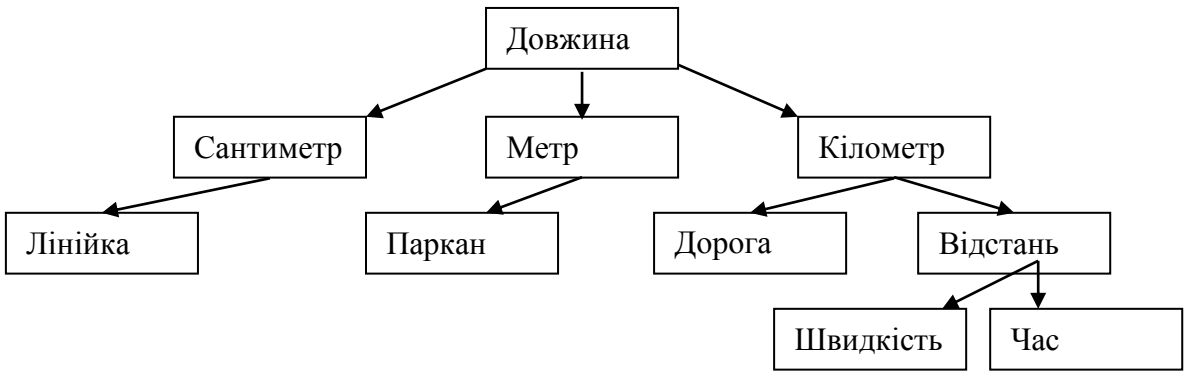 Довжина
Сантиметр
Метр
Кілометр
Лінійка
Паркан
Дорога
Відстань
Швидкість
Час